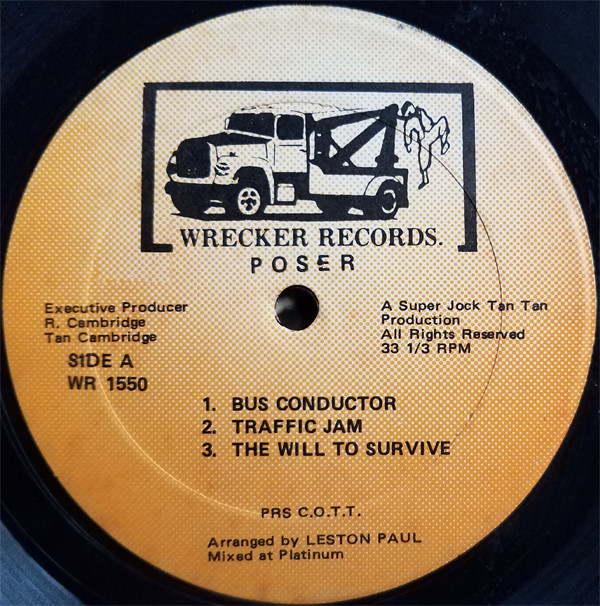 WRECKER RECORDS.
POSER
Executive Producer
R. Cambridge
Tan Cambridge
SIDE A
WR 1550
A Super Jock Tan Tan
Production
All Rights Reserved
33 1/3 RPM
1. BUS CONDUCTOR
2. TRAFFIC JAM
3. THE WILL TO SURVIVE
PRS C.O.T.T.
Arranged by LESTON PAUL
Mixed at Platinum